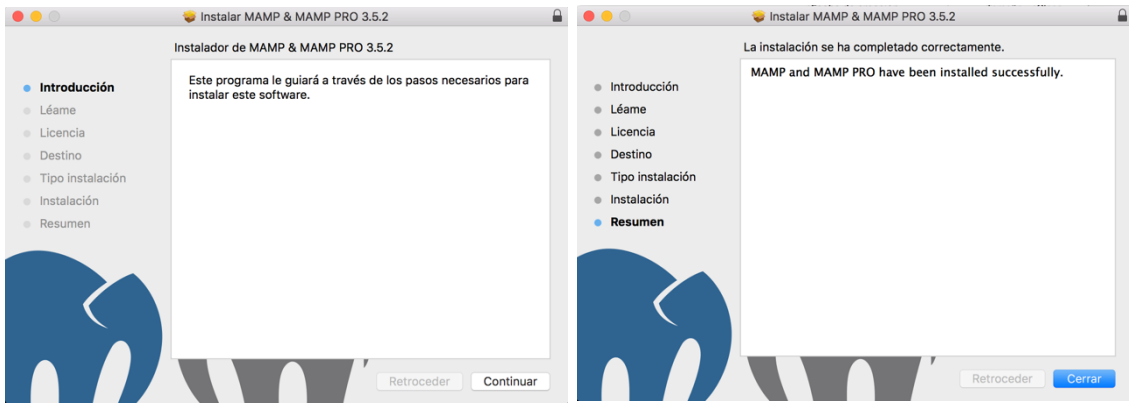 Instalar MAMP & MAMP PRO 3.5.2
Instalador de MAMP & MAMP PRO 3.5.2
Introducción
Léame
Licencia
Destino
Tipo instalación
Instalación
Resumen
Este programa le guiará a través de los pasos necesarios para
instalar este software.
Retroceder
Continuar
Instalar MAMP & MAMP PRO 3.5.2
La instalación se ha completado correctamente.
Introducción
Léame
Licencia
Destino
Tipo instalación
Instalación
Resumen
MAMP and MAMP PRO have been installed successfully.
Retroceder
Cerrar